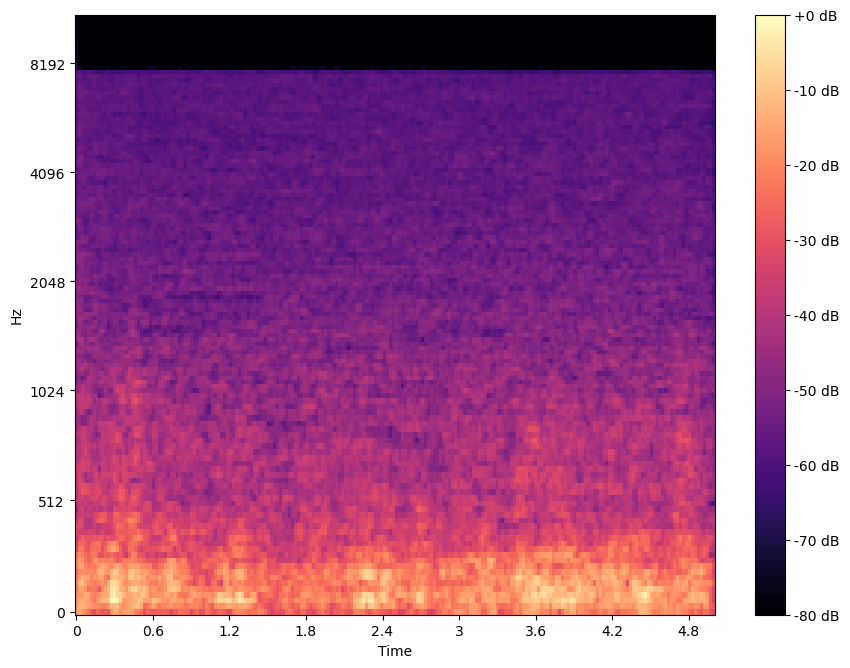 +0 dB
8192
-10 dB
4096
-20 dB
-30 dB
2048
Hz
-40 dB
1024
-50 dB
-60 dB
512
-70 dB
0
-80 dB
0 0.6 1.2 1.8 2.4 3 3.6 4.2 4.8
Time